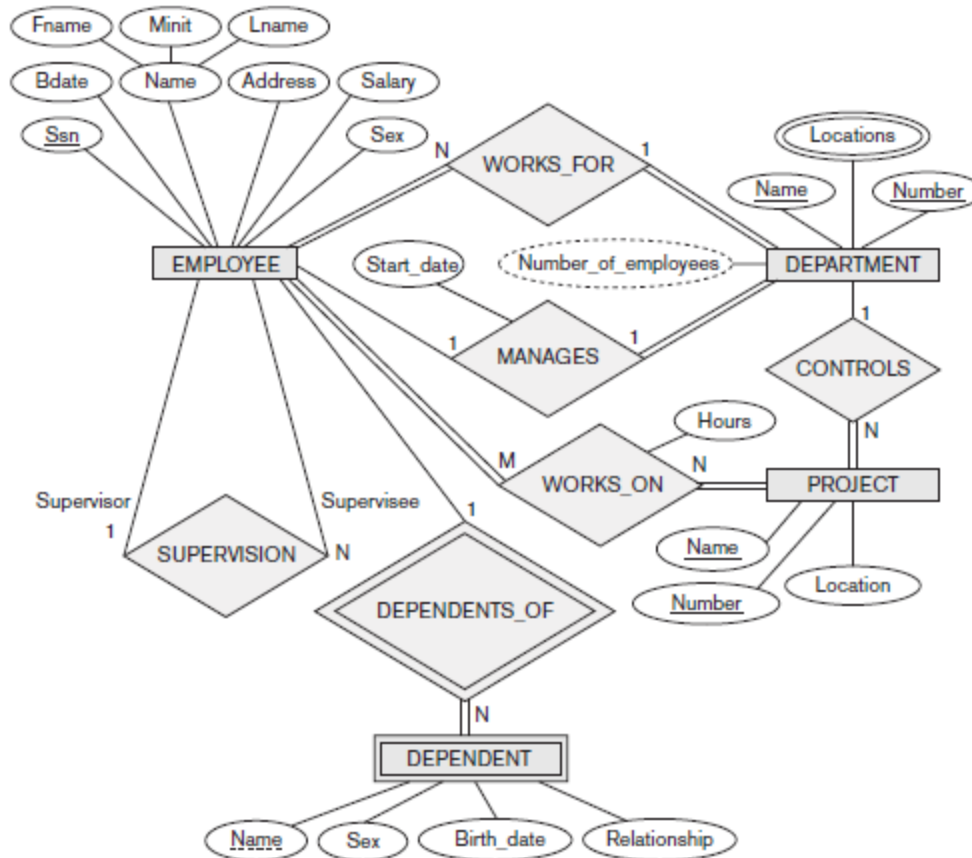 Fname
Minit
Lname
Bdate
Name
Address
Salary
Ssn
Sex
N
WORKS_FOR
1
Locations
Name
Number
EMPLOYEE
Start_date
Number_of_employees
DEPARTMENT
1
MANAGES
1
1
CONTROLS
N
Hours
M
WORKS_ON
N
PROJECT
Supervisor
1
SUPERVISION
Supervisee
N
1
Name
Number
Location
DEPENDENTS_OF
N
DEPENDENT
Name
Sex
Birth_date
Relationship